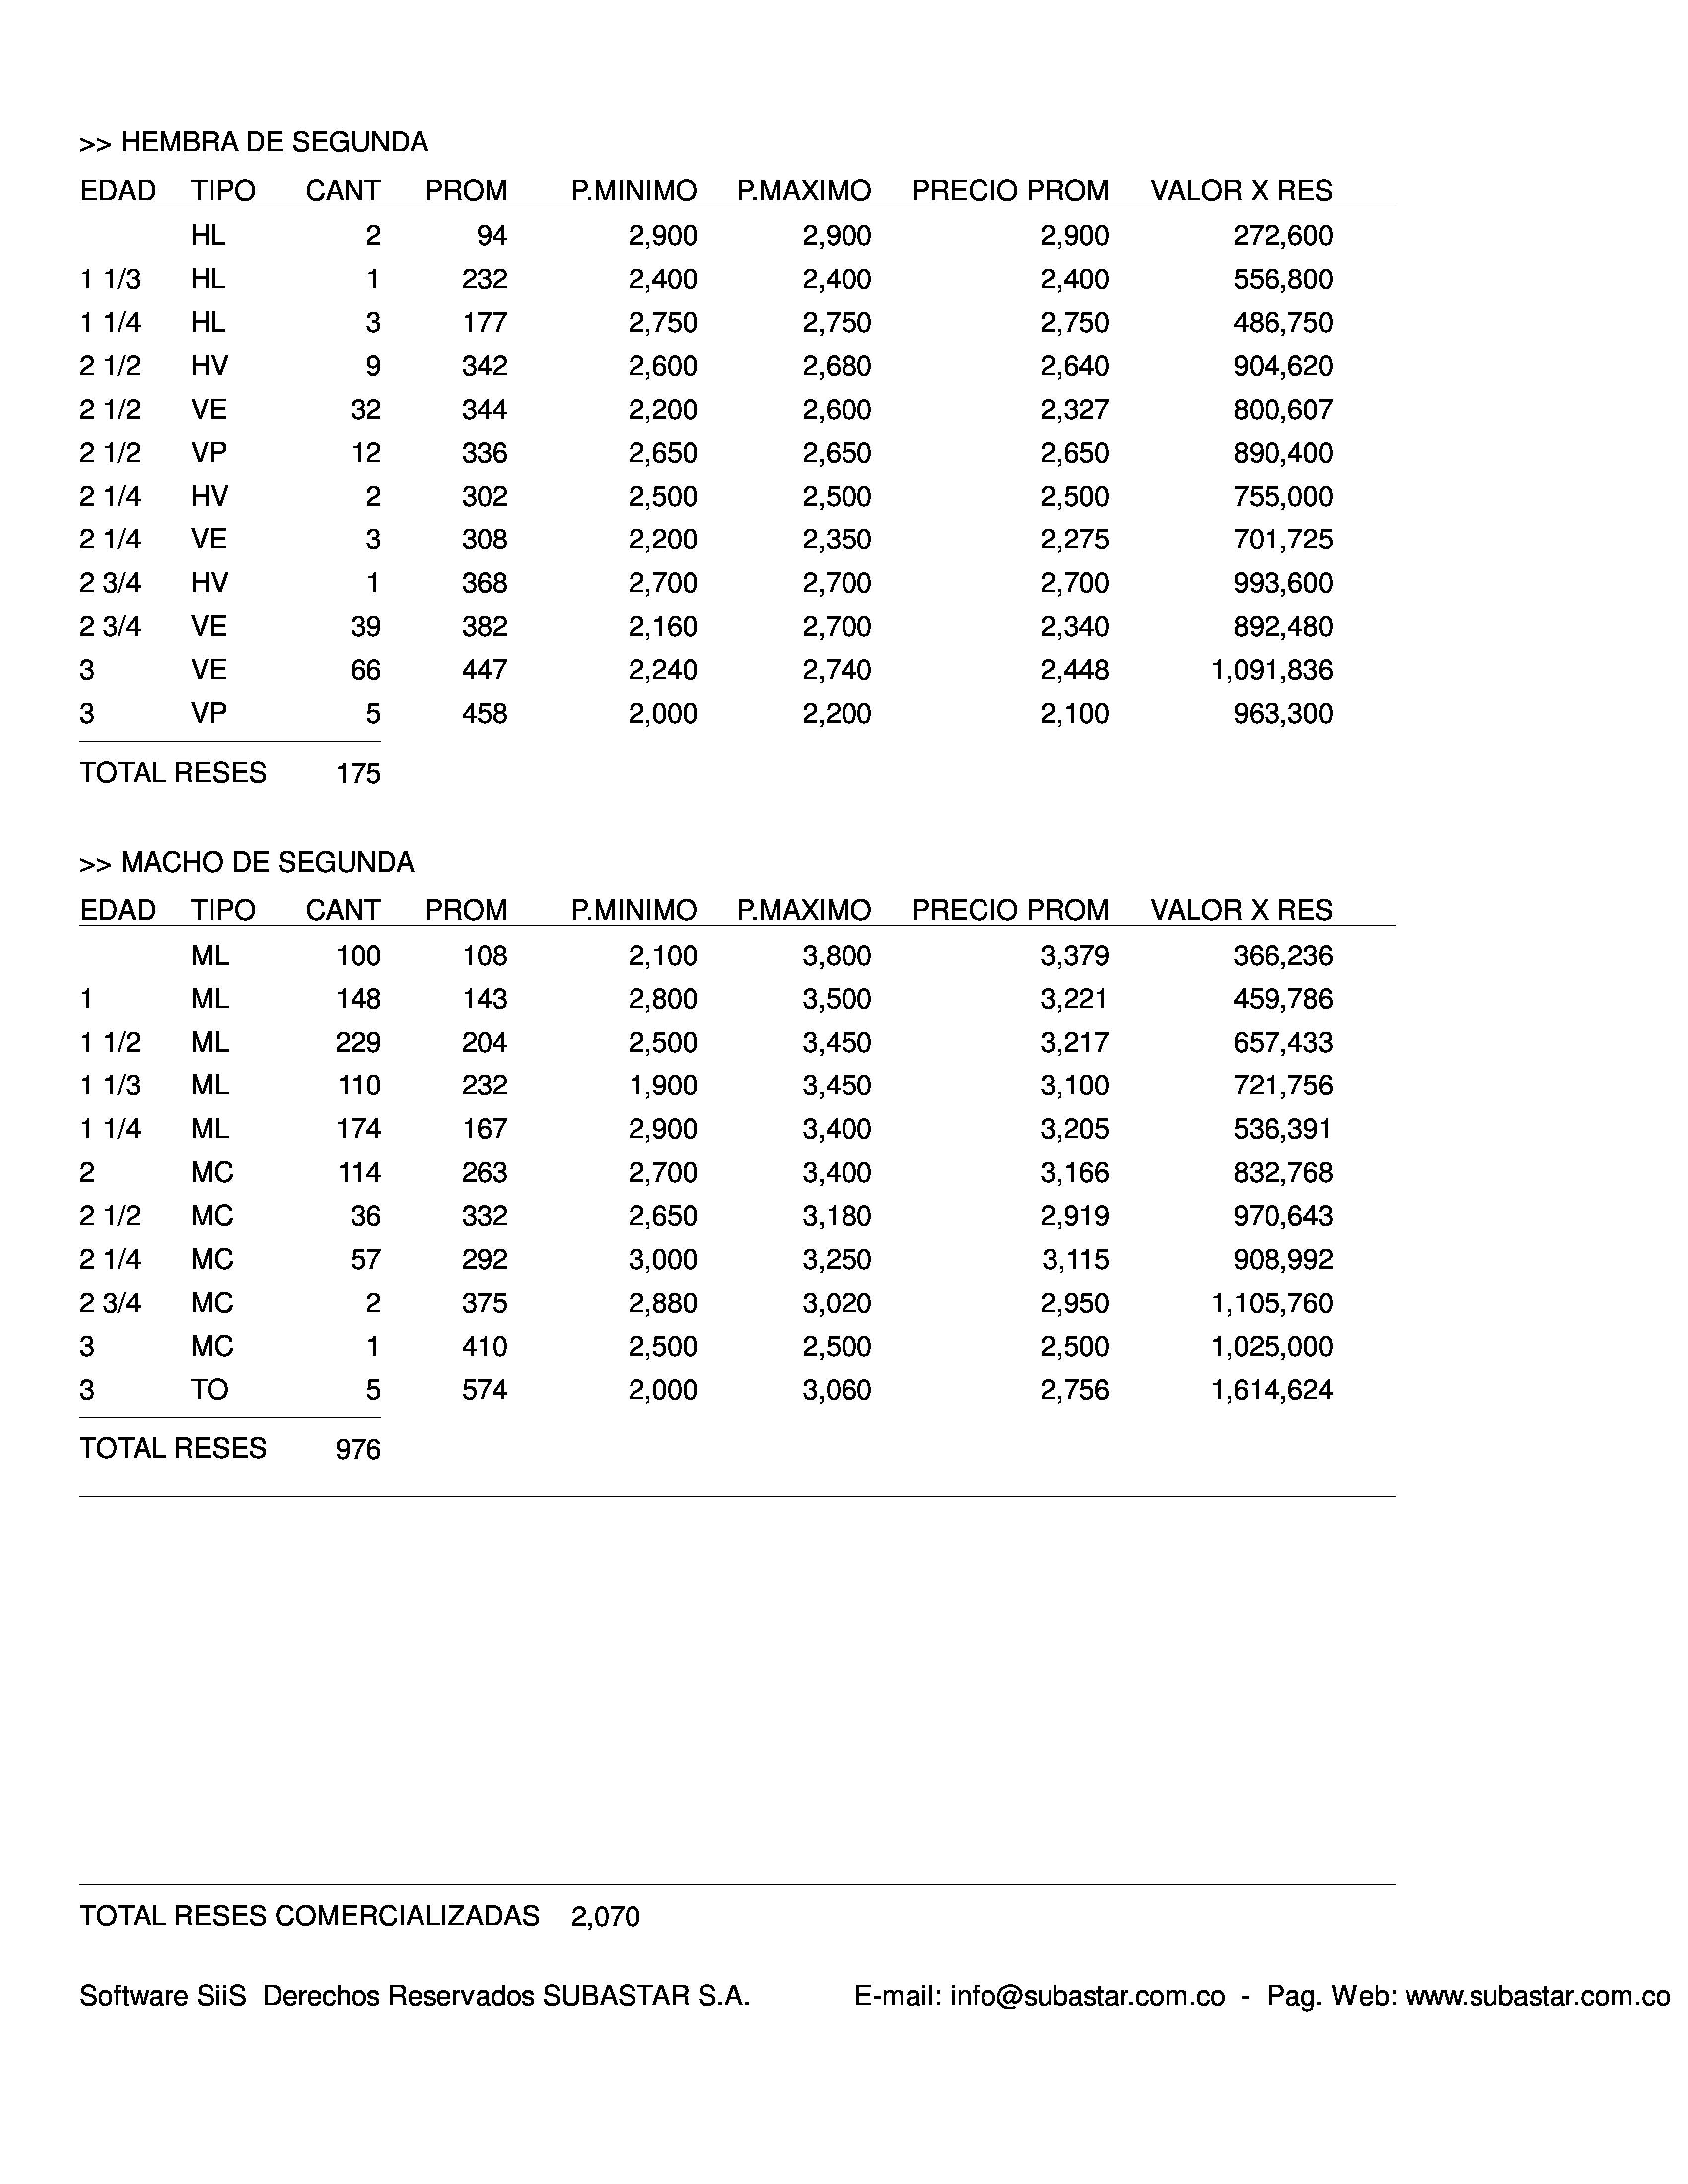 >> HEMBRA DE SEGUNDA
EDAD TIPO CANT PROM P.MINIMO P.MAXIMO PRECIO PROM VALOR X RES
HL 2 94 2,900 2,900 2,900 272,600
1 1/3 HL 1 232 2,400 2,400 2,400 556,800
1 1/4 HL 3 177 2,750 2,750 2,750 486,750
2 1/2 HV 9 342 2,600 2,680 2,640 904,620
2 1/2 VE 32 344 2,200 2,600 2,327 800,607
2 1/2 VP 12 336 2,650 2,650 2,650 890,400
2 1/4 HV 2 302 2,500 2,500 2,500 755,000
2 1/4 VE 3 308 2,200 2,350 2,275 701,725
2 3/4 HV 1 368 2,700 2,700 2,700 993,600
2 3/4 VE 39 382 2,160 2,700 2,340 892,480
3 VE 66 447 2,240 2,740 2,448 1,091,836
3 VP 5 458 2,000 2,200 2,100 963,300
TOTAL RESES 175
>> MACHO DE SEGUNDA
EDAD TIPO CANT PROM P.MINIMO P.MAXIMO PRECIO PROM VALOR X RES
ML 100 108 2,100 3,800 3,379 366,236
1 ML 148 143 2,800 3,500 3,221 459,786
1 1/2 ML 229 204 2,500 3,450 3,217 657,433
1 1/3 ML 110 232 1,900 3,450 3,100 721,756
1 1/4 ML 174 167 2,900 3,400 3,205 536,391
2 MC 114 263 2,700 3,400 3,166 832,768
2 1/2 MC 36 332 2,650 3,180 2,919 970,643
2 1/4 MC 57 292 3,000 3,250 3,115 908,992
2 3/4 MC 2 375 2,880 3,020 2,950 1,105,760
3 MC 1 410 2,500 2,500 2,500 1,025,000
3 TO 5 574 2,000 3,060 2,756 1,614,624
TOTAL RESES 976
TOTAL RESES COMERCIALIZADAS 2,070
Software SiiS Derechos Reservados SUBASTAR S.A. E-mail: info@subastar.com.co - Pag. Web: www.subastar.com.co